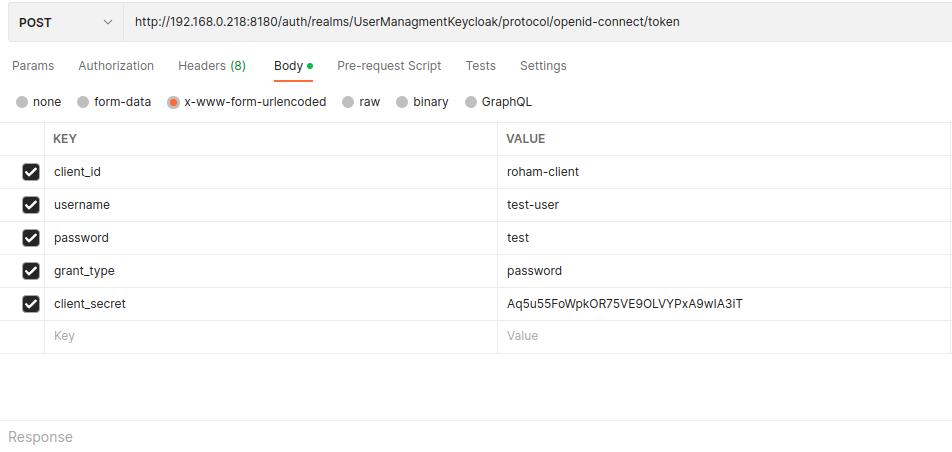 POST http://192.168.0.218:8180/auth/realms/UserManagmentKeycloak/protocol/openid-connect/token
Params Authorization Headers (8) Body Pre-request Script Tests Settings
none form-data x-www-form-urlencoded raw binary GraphQL
KEY VALUE
client_id roham-client
username test-user
password test
grant_type password
client_secret Aq5u55FoWpkOR75VE9OLVYPxA9wIA3iT
Key Value
Response